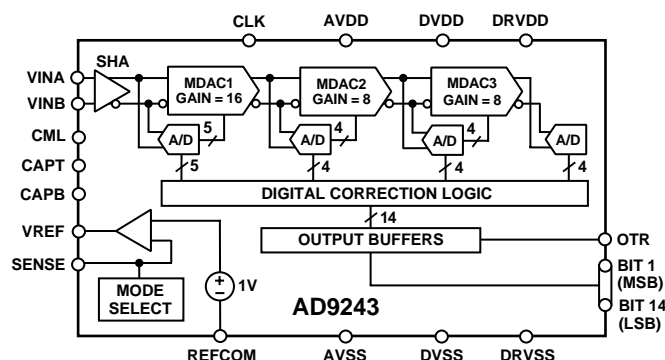 CLK AVDD DVDD DRVDD
SHA
VINA
VINB
MDAC1
GAIN = 16
MDAC2
GAIN = 8
MDAC3
GAIN = 8
CML
A/D
5
A/D
4
A/D
4
A/D
5
4
4
4
CAPT
CAPB
DIGITAL CORRECTION LOGIC
14
VREF
OUTPUT BUFFERS
OTR
SENSE
MODE
SELECT
1V
AD9243
BIT 1
(MSB)
BIT 14
(LSB)
REFCOM AVSS DVSS DRVSS